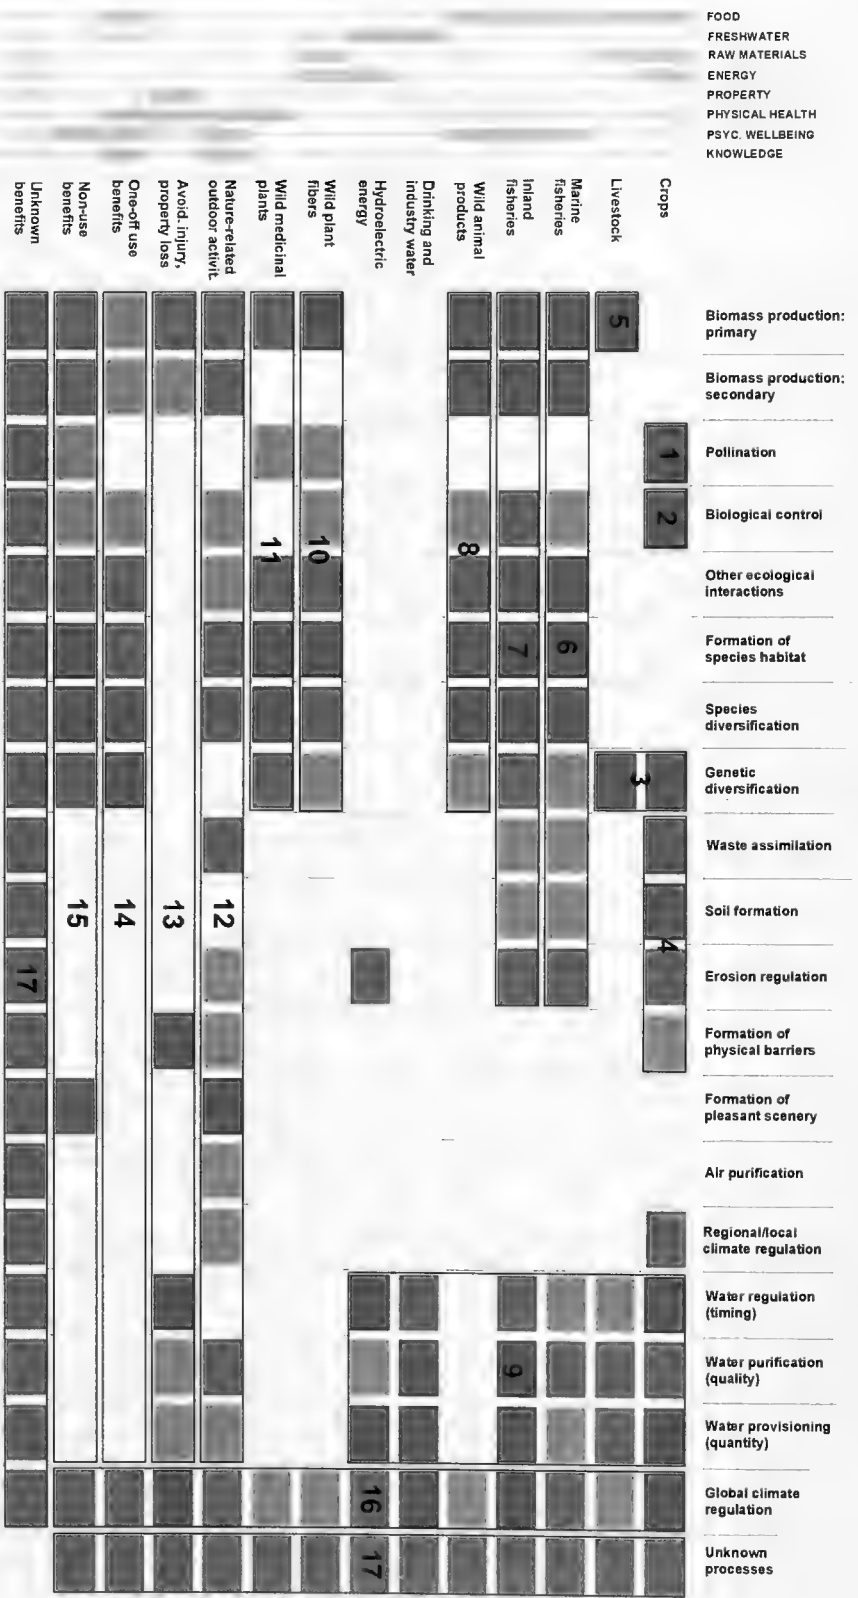 FOOD
FRESHWATER
RAW MATERIALS
ENERGY
PROPERTY
PHYSICAL HEALTH
PSYC. WELLBEING
KNOWLEDGE
Unknown
benefits
Non-use
benefits
One-off use
benefits
Avoid. injury,
property loss
Nature-related
outdoor activit.
Wild medicinal
plants
Wild plant
fibers
Hydroelectric
energy
Drinking and
industry water
Wild animal
products
Inland
fisheries
Marine
fisheries
Livestock
Crops
Biomass production:
primary
5
Biomass production:
secondary
Pollination
1
Biological control
2
11
10
8
Other ecological
interactions
Formation of
species habitat
7
6
Species
diversification
Genetic
diversification
3
Waste assimilation
Soil formation
15
14
13
12
4
Erosion regulation
17
Formation of
physical barriers
Formation of
pleasant scenery
Air purification
Regional/local
climate regulation
Water regulation
(timing)
Water purification
(quality)
9
Water provisioning
(quantity)
Global climate
regulation
16
Unknown
processes
17